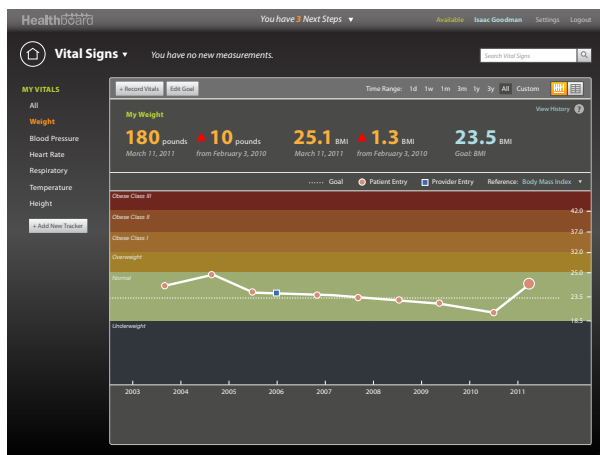 Healthboard
You have 3 Next Steps ▼
Available Isaac Goodman Settings Logout
Vital Signs ▾
You have no new measurements.
Search Vital Signs
MY VITALS
All
Weight
Blood Pressure
Heart Rate
Respiratory
Temperature
Height
+ Add New Tracker
+ Record Vitals Edit Goal
Time Range: 1d 1w 1m 3m 1y 3y All Custom
View History ?
My Weight
180 pounds ▲ 10 pounds 25.1 BMI ▲ 1.3 BMI 23.5 BMI
March 11, 2011 from February 3, 2010 March 11, 2011 from February 3, 2010 Goal: BMI
...... Goal Patient Entry Provider Entry Reference: Body Mass Index ▾
Obese Class III
42.0
Obese Class II
37.0
Obese Class I
32.0
Overweight
25.0
Normal
23.5
18.5
Underweight
2003 2004 2005 2006 2007 2008 2009 2010 2011